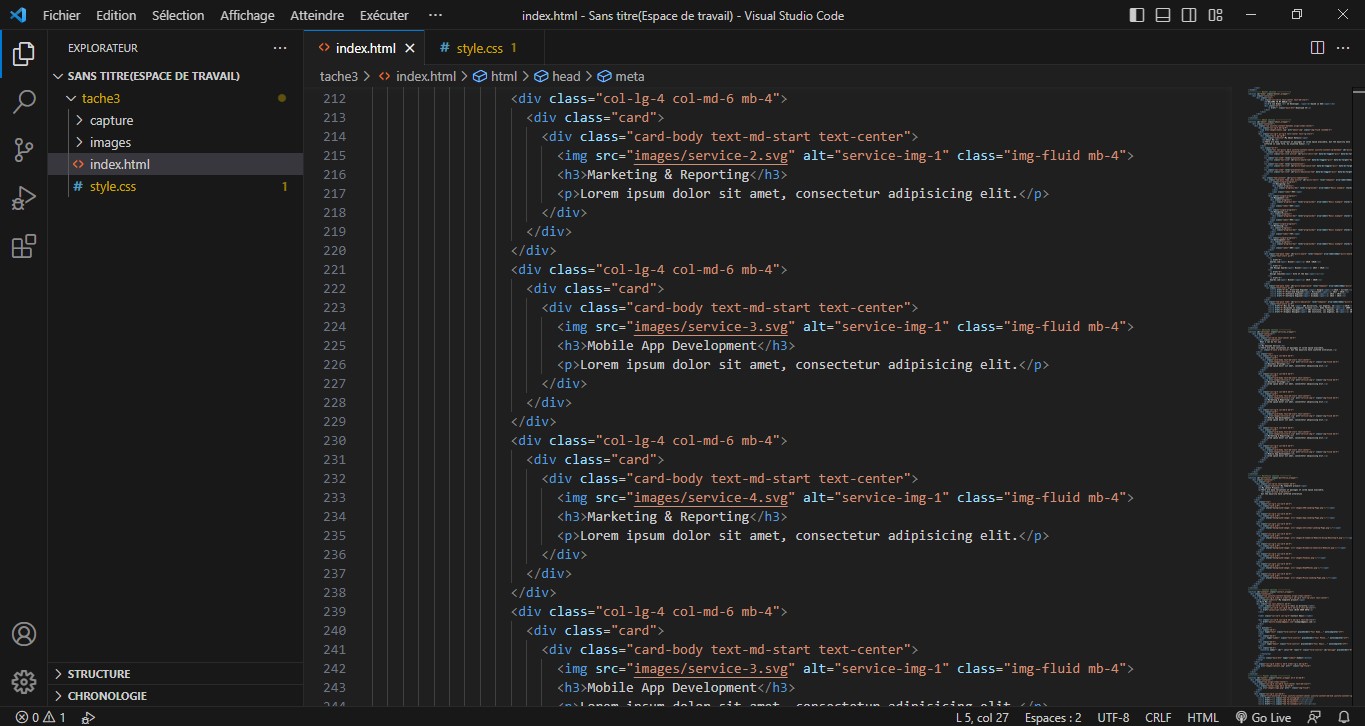 Fichier Edition Sélection Affichage Atteindre Exécuter ··· index.html - Sans titre(Espace de travail) - Visual Studio Code
EXPLORATEUR ···
SANS TITRE(ESPACE DE TRAVAIL)
tache3
capture
images
index.html
style.css 1
STRUCTURE
CHRONOLOGIE
index.html style.css 1
tache3 > index.html > html > head > meta
212 <div class="col-lg-4 col-md-6 mb-4">
213 <div class="card">
214 <div class="card-body text-md-start text-center">
215 <img src="images/service-2.svg" alt="service-img-1" class="img-fluid mb-4">
216 <h3>Marketing & Reporting</h3>
217 <p>Lorem ipsum dolor sit amet, consectetur adipisicing elit.</p>
218 </div>
219 </div>
220 </div>
221 <div class="col-lg-4 col-md-6 mb-4">
222 <div class="card">
223 <div class="card-body text-md-start text-center">
224 <img src="images/service-3.svg" alt="service-img-1" class="img-fluid mb-4">
225 <h3>Mobile App Development</h3>
226 <p>Lorem ipsum dolor sit amet, consectetur adipisicing elit.</p>
227 </div>
228 </div>
229 </div>
230 <div class="col-lg-4 col-md-6 mb-4">
231 <div class="card">
232 <div class="card-body text-md-start text-center">
233 <img src="images/service-4.svg" alt="service-img-1" class="img-fluid mb-4">
234 <h3>Marketing & Reporting</h3>
235 <p>Lorem ipsum dolor sit amet, consectetur adipisicing elit.</p>
236 </div>
237 </div>
238 </div>
239 <div class="col-lg-4 col-md-6 mb-4">
240 <div class="card">
241 <div class="card-body text-md-start text-center">
242 <img src="images/service-3.svg" alt="service-img-1" class="img-fluid mb-4">
243 <h3>Mobile App Development</h3>
0 1 L 5, col 27 Espaces : 2 UTF-8 CRLF HTML Go Live